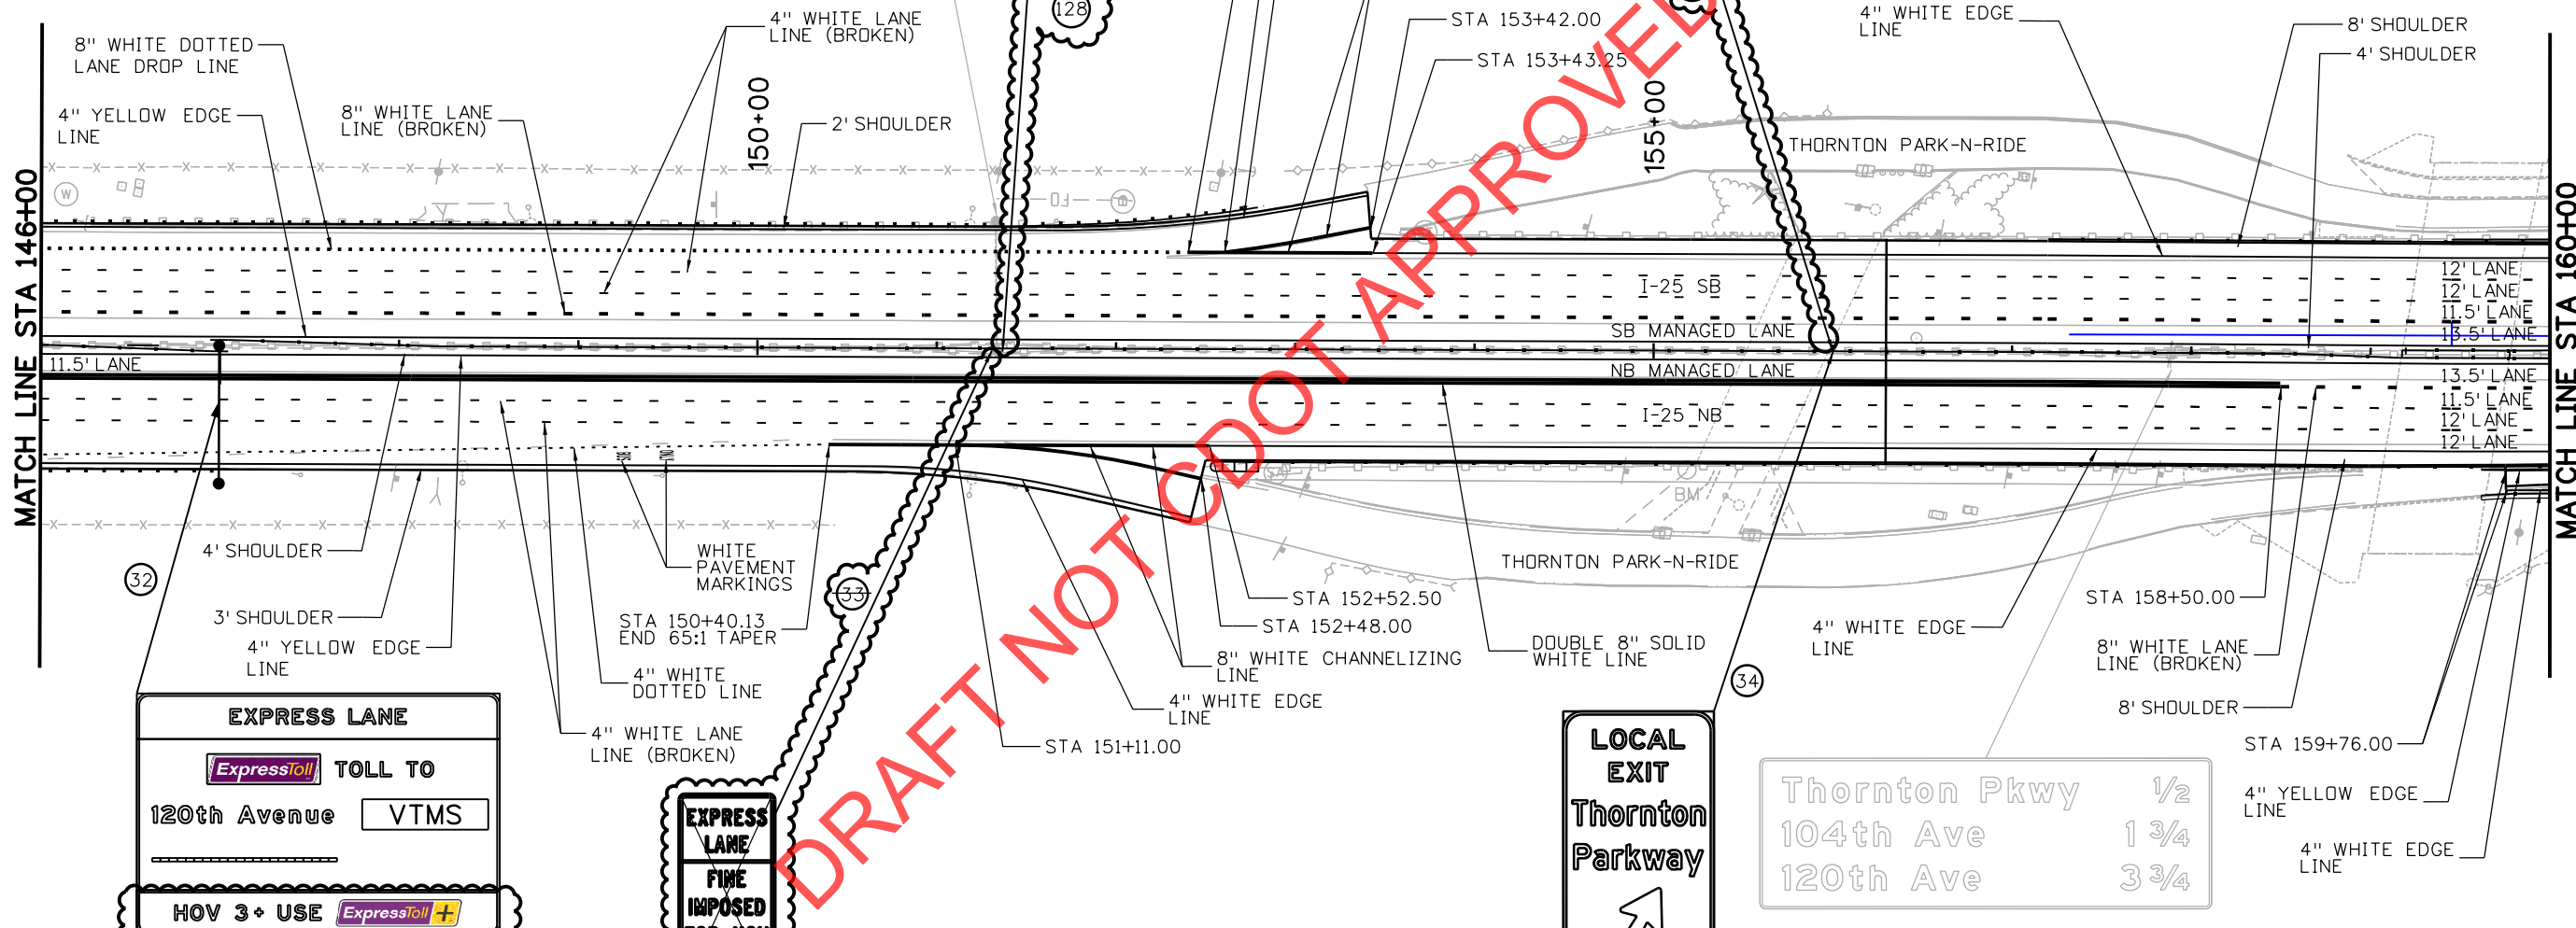 MATCH LINE STA 146+00
8" WHITE DOTTED
LANE DROP LINE
4" YELLOW EDGE
LINE
8" WHITE LANE
LINE (BROKEN)
4" WHITE LANE
LINE (BROKEN)
150+00
2' SHOULDER
128
STA 153+42.00
STA 153+43.25
155+00
4" WHITE EDGE
LINE
8' SHOULDER
4' SHOULDER
THORNTON PARK-N-RIDE
W
I-25 SB
SB MANAGED LANE
NB MANAGED LANE
I-25 NB
11.5' LANE
12' LANE
12' LANE
11.5' LANE
13.5' LANE
13.5' LANE
11.5' LANE
12' LANE
12' LANE
MATCH LINE STA 160+00
BM
THORNTON PARK-N-RIDE
32
33
34
4' SHOULDER
3' SHOULDER
4" YELLOW EDGE
LINE
WHITE
PAVEMENT
MARKINGS
STA 150+40.13
END 65:1 TAPER
4" WHITE
DOTTED LINE
4" WHITE LANE
LINE (BROKEN)
STA 152+52.50
STA 152+48.00
8" WHITE CHANNELIZING
LINE
4" WHITE EDGE
LINE
STA 151+11.00
DOUBLE 8" SOLID
WHITE LINE
4" WHITE EDGE
LINE
STA 158+50.00
8" WHITE LANE
LINE (BROKEN)
8' SHOULDER
STA 159+76.00
4" YELLOW EDGE
LINE
4" WHITE EDGE
LINE
EXPRESS LANE
ExpressToll TOLL TO
120th Avenue VTMS
HOV 3+ USE ExpressToll +
EXPRESS
LANE
FINE
IMPOSED
LOCAL
EXIT
Thornton
Parkway
Thornton Pkwy 1/2
104th Ave 1 3/4
120th Ave 3 3/4
DRAFT NOT CDOT APPROVED